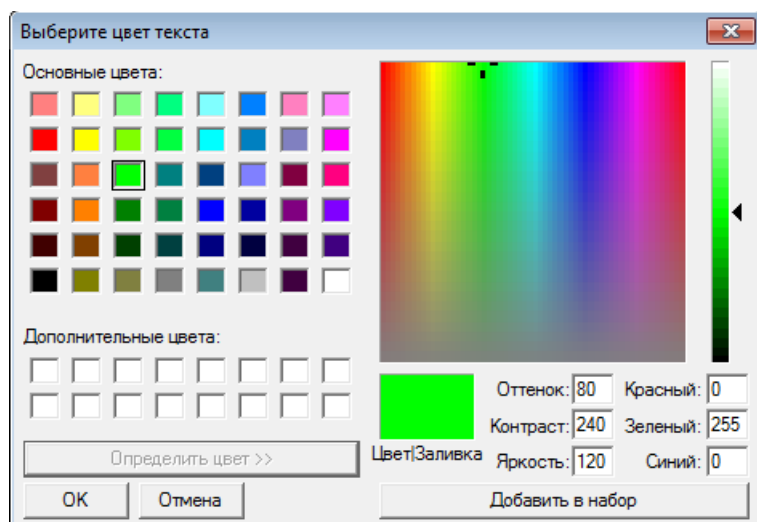 Выберите цвет текста
Основные цвета:
Дополнительные цвета:
Определить цвет >>
ОК Отмена
Цвет|Заливка
Оттенок: 80 Красный: 0
Контраст: 240 Зеленый: 255
Яркость: 120 Синий: 0
Добавить в набор